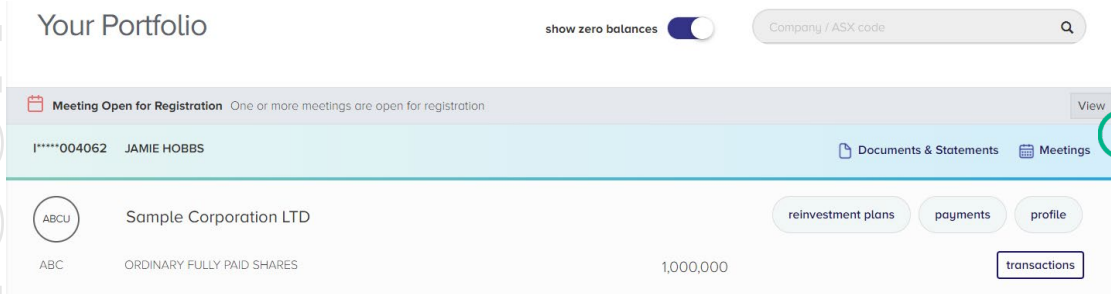 Your Portfolio show zero balances Company / ASX code
Meeting Open for Registration One or more meetings are open for registration View
I*****004062 JAMIE HOBBS Documents & Statements Meetings
ABCU Sample Corporation LTD reinvestment plans payments profile
ABC ORDINARY FULLY PAID SHARES 1,000,000 transactions